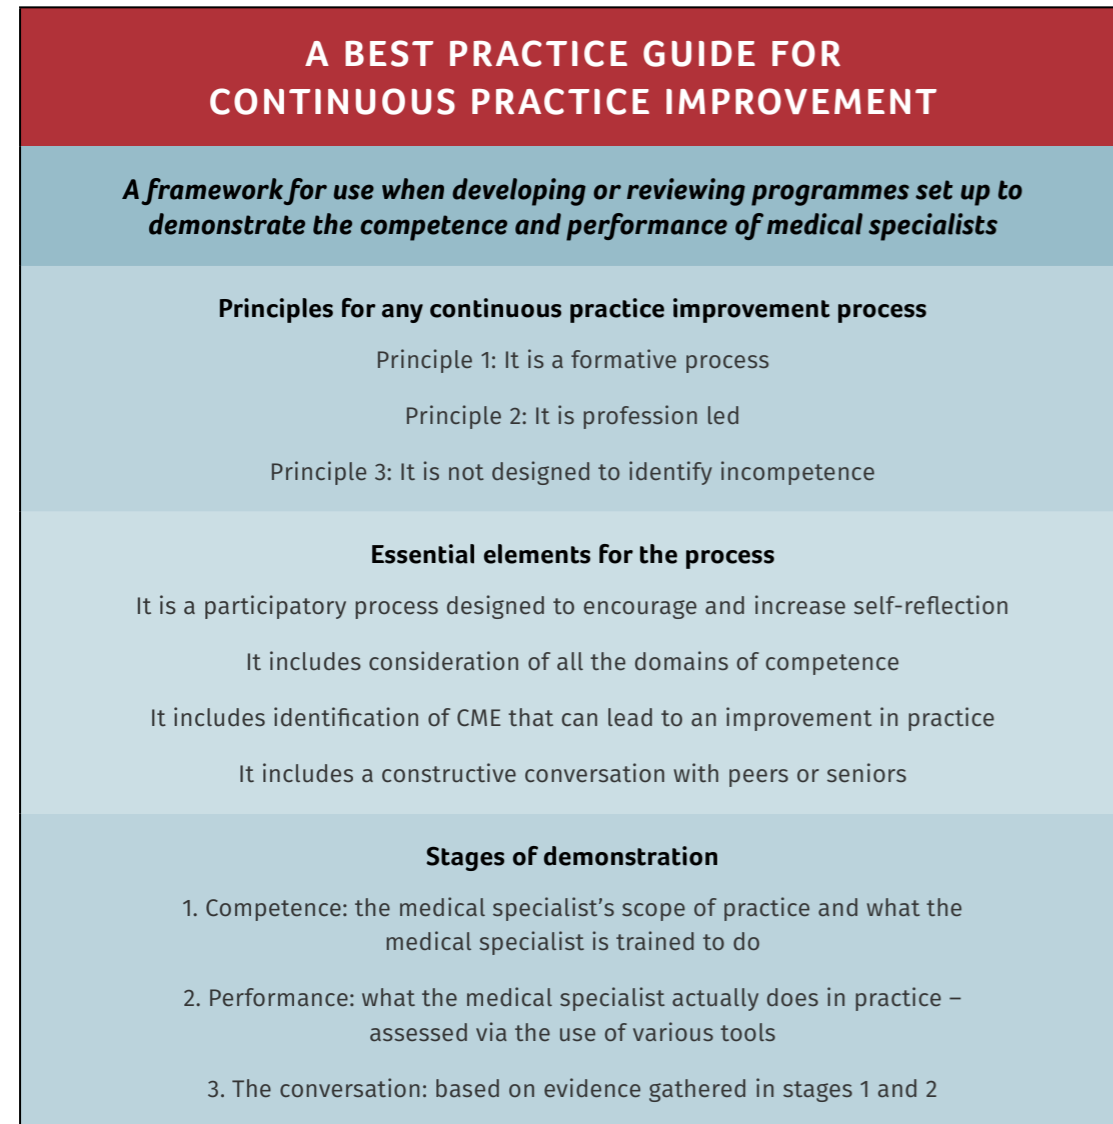 A BEST PRACTICE GUIDE FOR
CONTINUOUS PRACTICE IMPROVEMENT
A framework for use when developing or reviewing programmes set up to
demonstrate the competence and performance of medical specialists
Principles for any continuous practice improvement process
Principle 1: It is a formative process
Principle 2: It is profession led
Principle 3: It is not designed to identify incompetence
Essential elements for the process
It is a participatory process designed to encourage and increase self-reflection
It includes consideration of all the domains of competence
It includes identification of CME that can lead to an improvement in practice
It includes a constructive conversation with peers or seniors
Stages of demonstration
1. Competence: the medical specialist’s scope of practice and what the
medical specialist is trained to do
2. Performance: what the medical specialist actually does in practice –
assessed via the use of various tools
3. The conversation: based on evidence gathered in stages 1 and 2